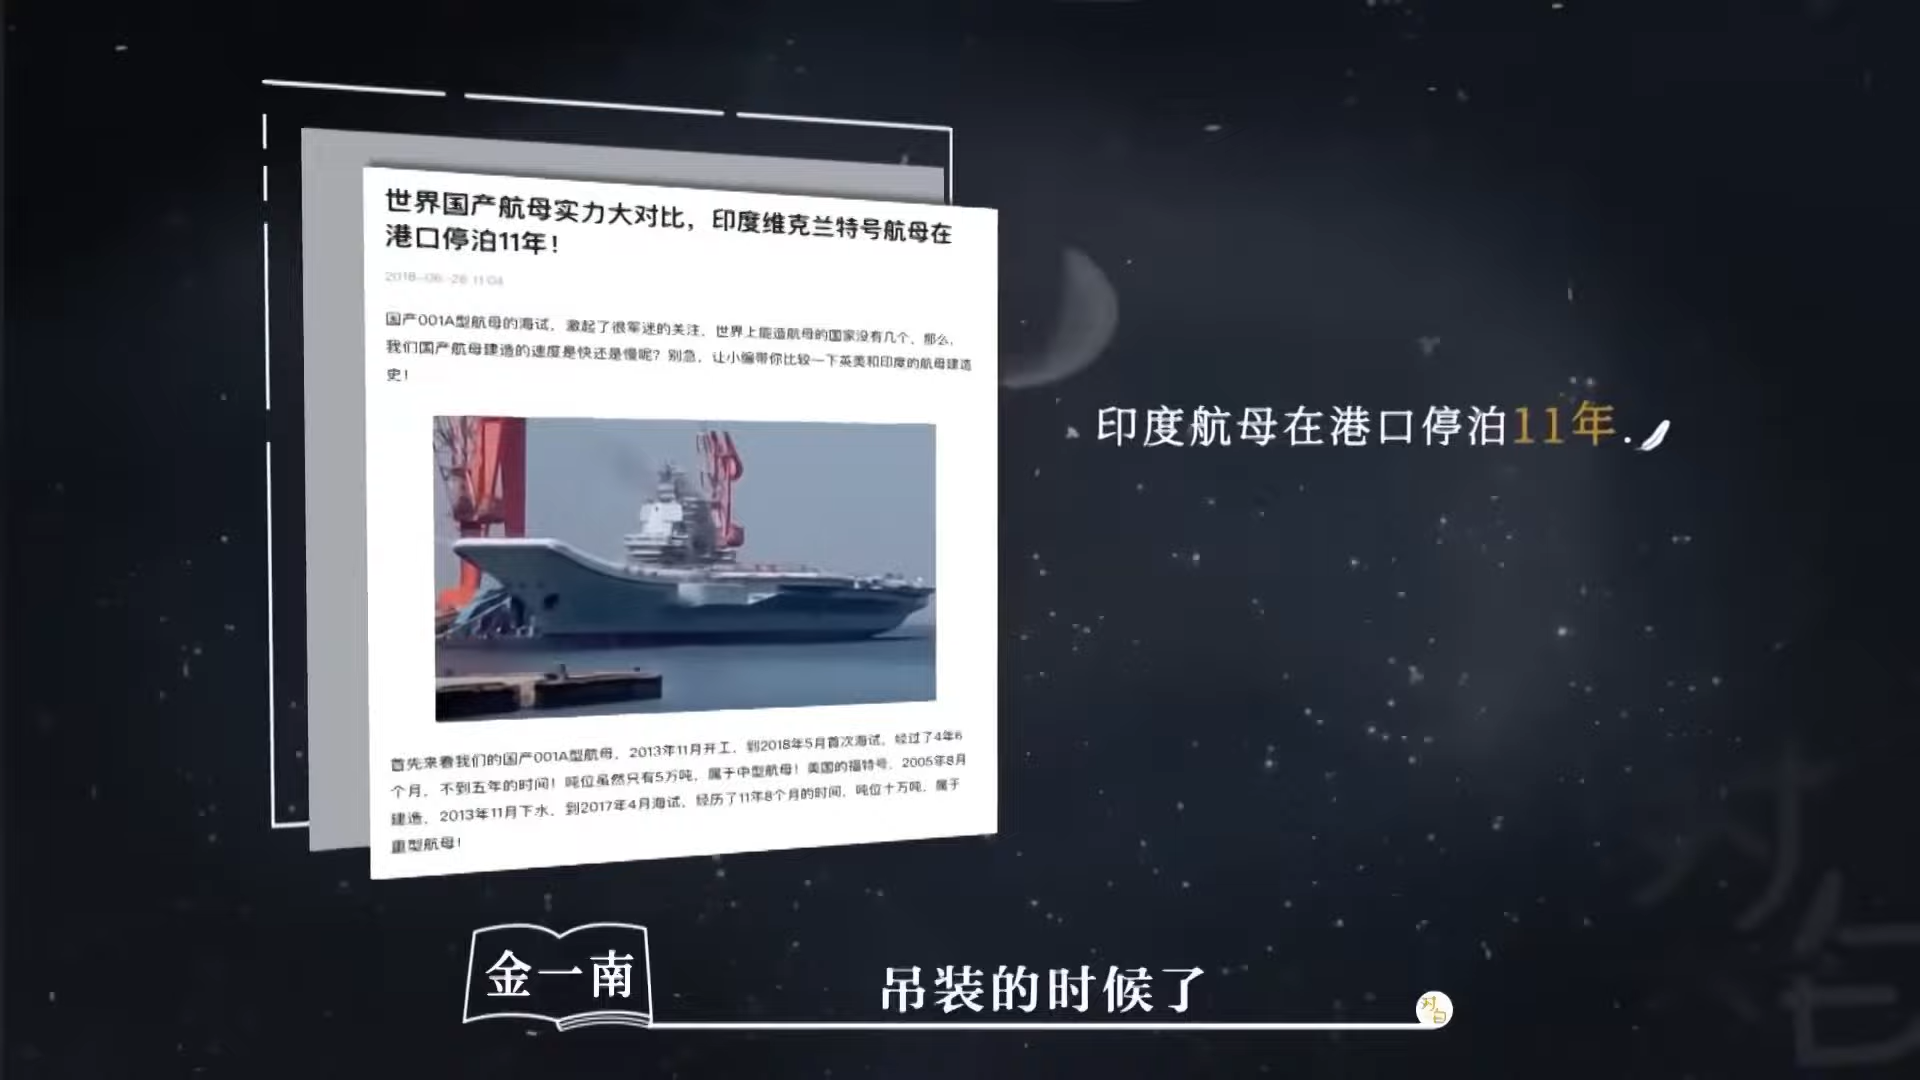 世界国产航母实力大对比，印度维克兰特号航母在
港口停泊11年！
2018-06-26 11:04
国产001A型航母的海试，激起了很军迷的关注，世界上能造航母的国家没有几个，那么，
我们国产航母建造的速度是快还是慢呢？别急，让小编带你比较一下英美和印度的航母建造
史！
印度航母在港口停泊11年.
首先来看我们的国产001A型航母，2013年11月开工，到2018年5月首次海试，经过了4年6
个月，不到五年的时间！吨位虽然只有5万吨，属于中型航母！美国的福特号，2005年8月
建造，2013年11月下水，到2017年4月海试，经历了11年8个月的时间，吨位十万吨，属于
重型航母！
金一南
吊装的时候了
对白
对白